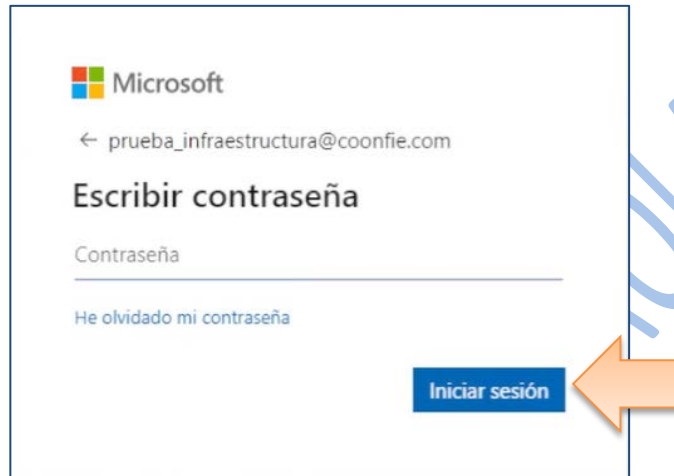 Microsoft
← prueba_infraestructura@coonfie.com
Escribir contraseña
Contraseña
He olvidado mi contraseña
Iniciar sesión